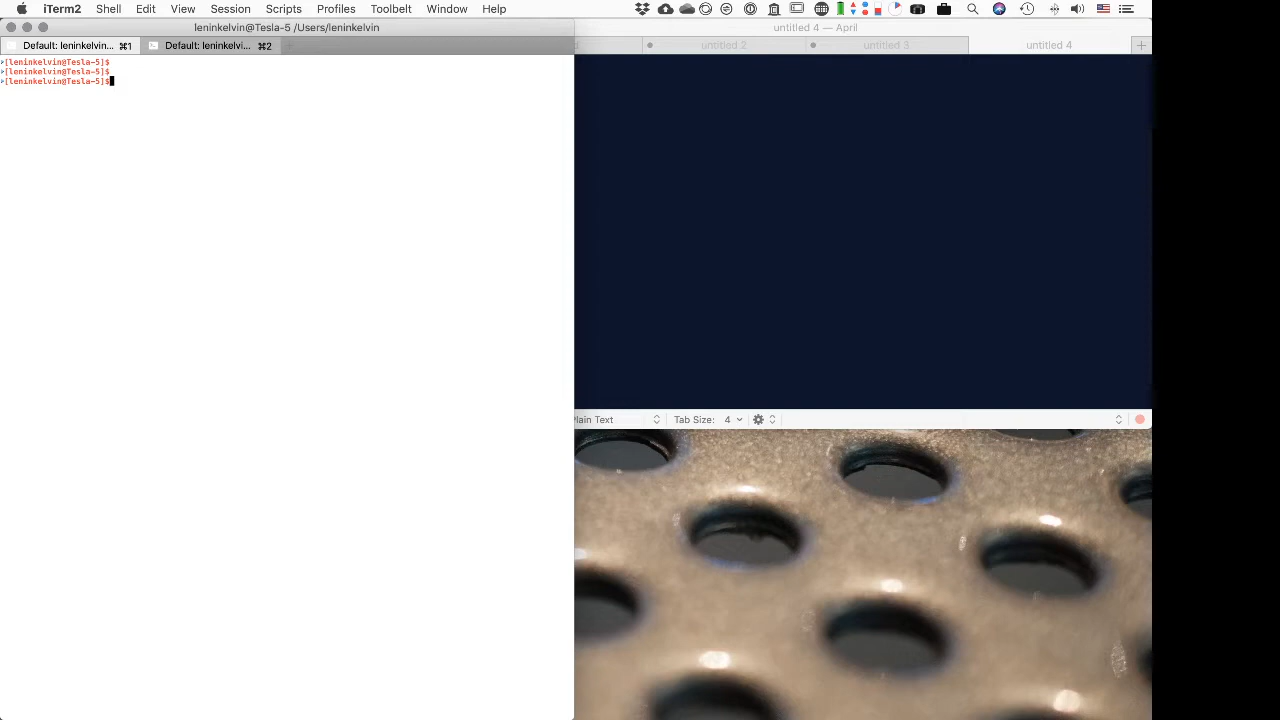 iTerm2 Shell Edit View Session Scripts Profiles Toolbelt Window Help
leninkelvin@Tesla-5 /Users/leninkelvin
untitled 4 — April
Default: leninkelvin... ⌘1 Default: leninkelvi... ⌘2
d untitled 2 untitled 3 untitled 4
[leninkelvin@Tesla-5]$
[leninkelvin@Tesla-5]$
[leninkelvin@Tesla-5]$
lain Text Tab Size: 4